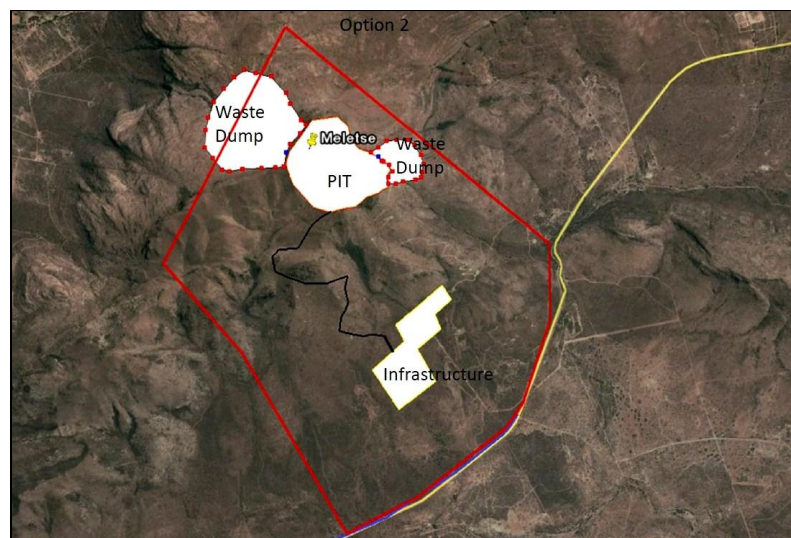 Option 2
Waste
Dump
Meletse
Waste
Dump
PIT
Infrastructure